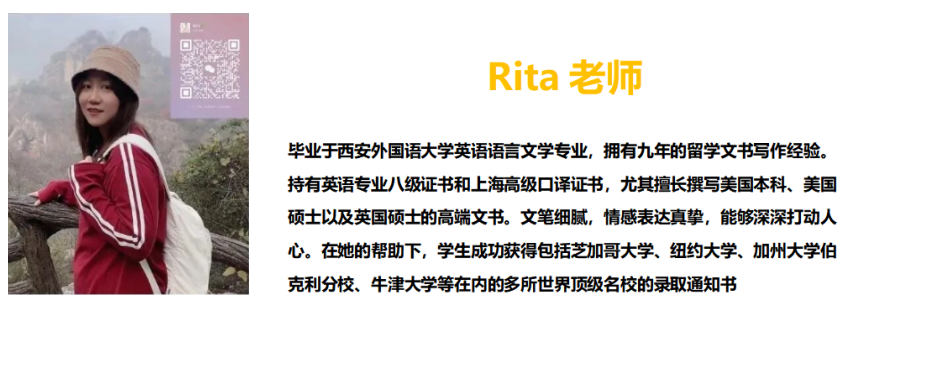 Rita 老师
毕业于西安外国语大学英语语言文学专业，拥有九年的留学文书写作经验。
持有英语专业八级证书和上海高级口译证书，尤其擅长撰写美国本科、美国
硕士以及英国硕士的高端文书。文笔细腻，情感表达真挚，能够深深打动人
心。在她的帮助下，学生成功获得包括芝加哥大学、纽约大学、加州大学伯
克利分校、牛津大学等在内的多所世界顶级名校的录取通知书